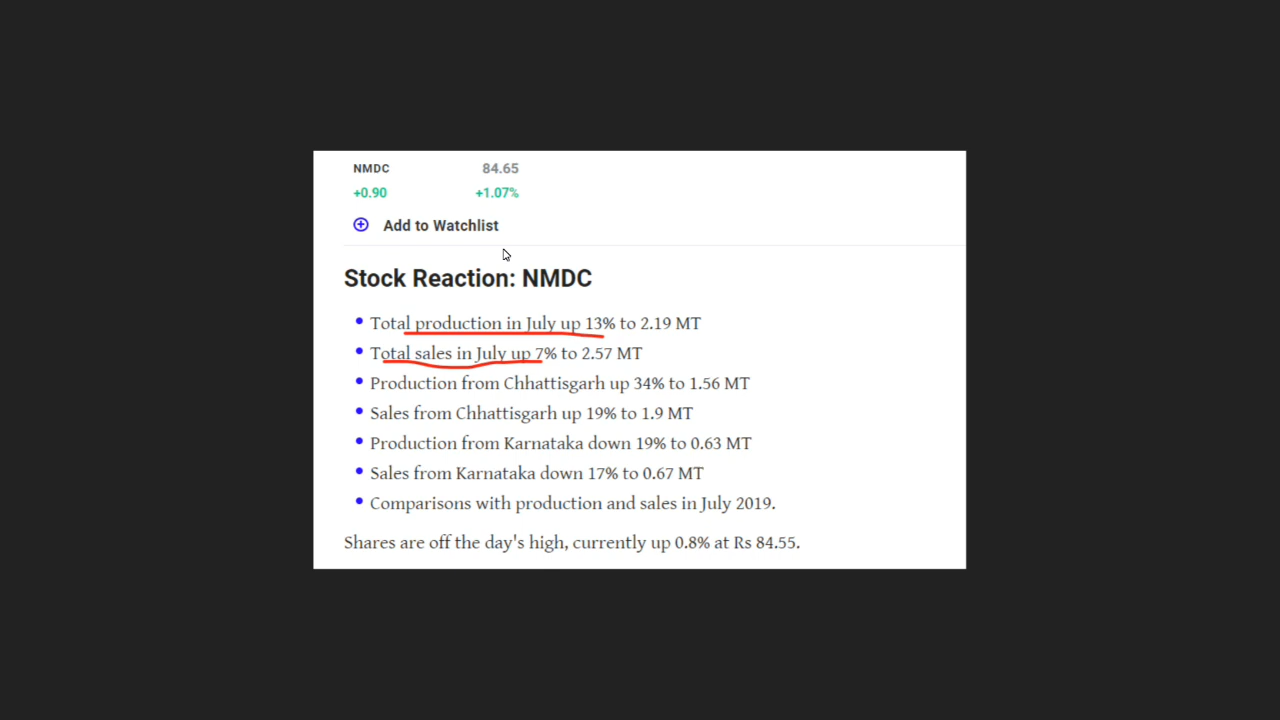 NMDC 84.65
+0.90 +1.07%
Add to Watchlist
Stock Reaction: NMDC
• Total production in July up 13% to 2.19 MT
• Total sales in July up 7% to 2.57 MT
• Production from Chhattisgarh up 34% to 1.56 MT
• Sales from Chhattisgarh up 19% to 1.9 MT
• Production from Karnataka down 19% to 0.63 MT
• Sales from Karnataka down 17% to 0.67 MT
• Comparisons with production and sales in July 2019.
Shares are off the day's high, currently up 0.8% at Rs 84.55.